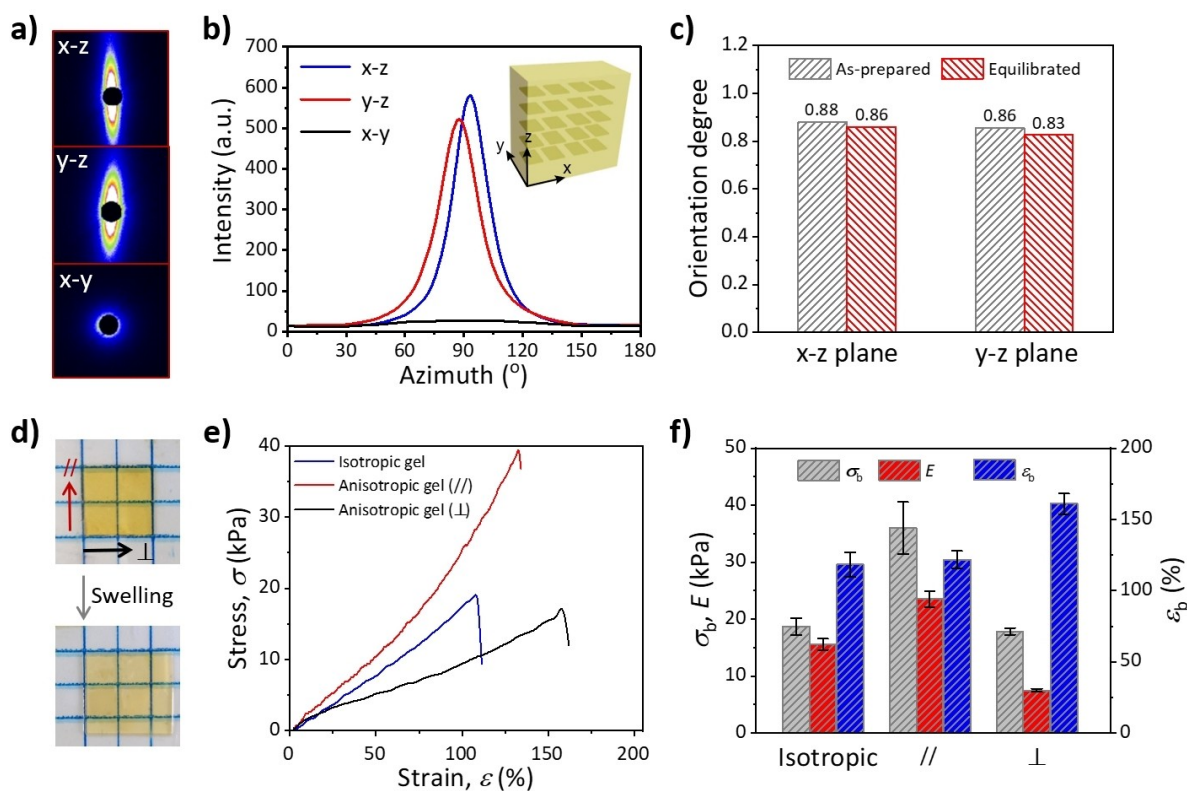 a)
x-z
y-z
x-y
b)
700
600
500
400
300
200
100
0
Intensity (a.u.)
x-z
y-z
x-y
z
y
x
0 30 60 90 120 150 180
Azimuth (°)
c)
1.2
1.0
0.8
0.6
0.4
0.2
0.0
Orientation degree
As-prepared Equilibrated
0.88 0.86 0.86 0.83
x-z plane y-z plane
d)
//
⊥
Swelling
e)
40
30
20
10
0
Stress, σ (kPa)
Isotropic gel
Anisotropic gel (//)
Anisotropic gel (⊥)
0 50 100 150 200
Strain, ε (%)
f)
50
40
30
20
10
0
σb, E (kPa)
σb E εb
200
150
100
50
0
εb (%)
Isotropic // ⊥